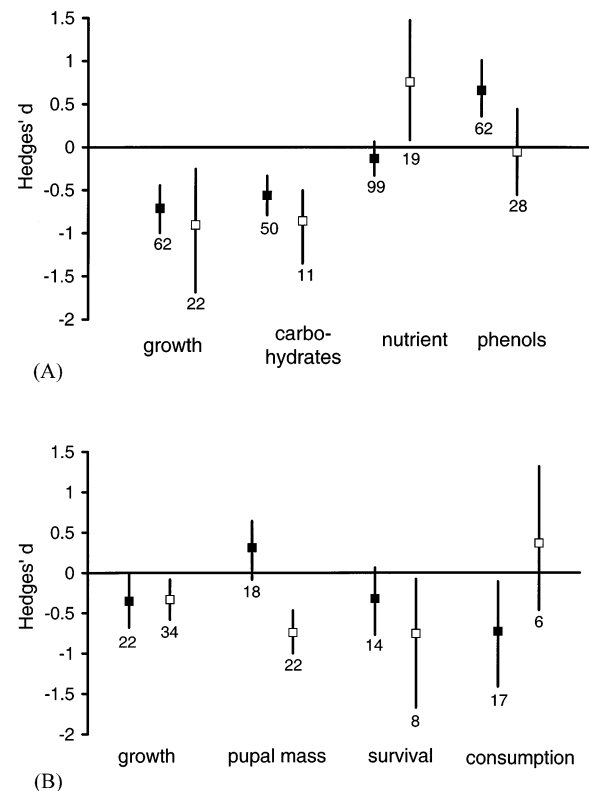 1.5
1
0.5
0
-0.5
-1
-1.5
-2
Hedges' d
62
22
50
11
99
19
62
28
growth
carbo-
hydrates
nutrient
phenols
(A)
1.5
1
0.5
0
-0.5
-1
-1.5
-2
Hedges' d
22
34
18
22
14
8
17
6
growth
pupal mass
survival
consumption
(B)